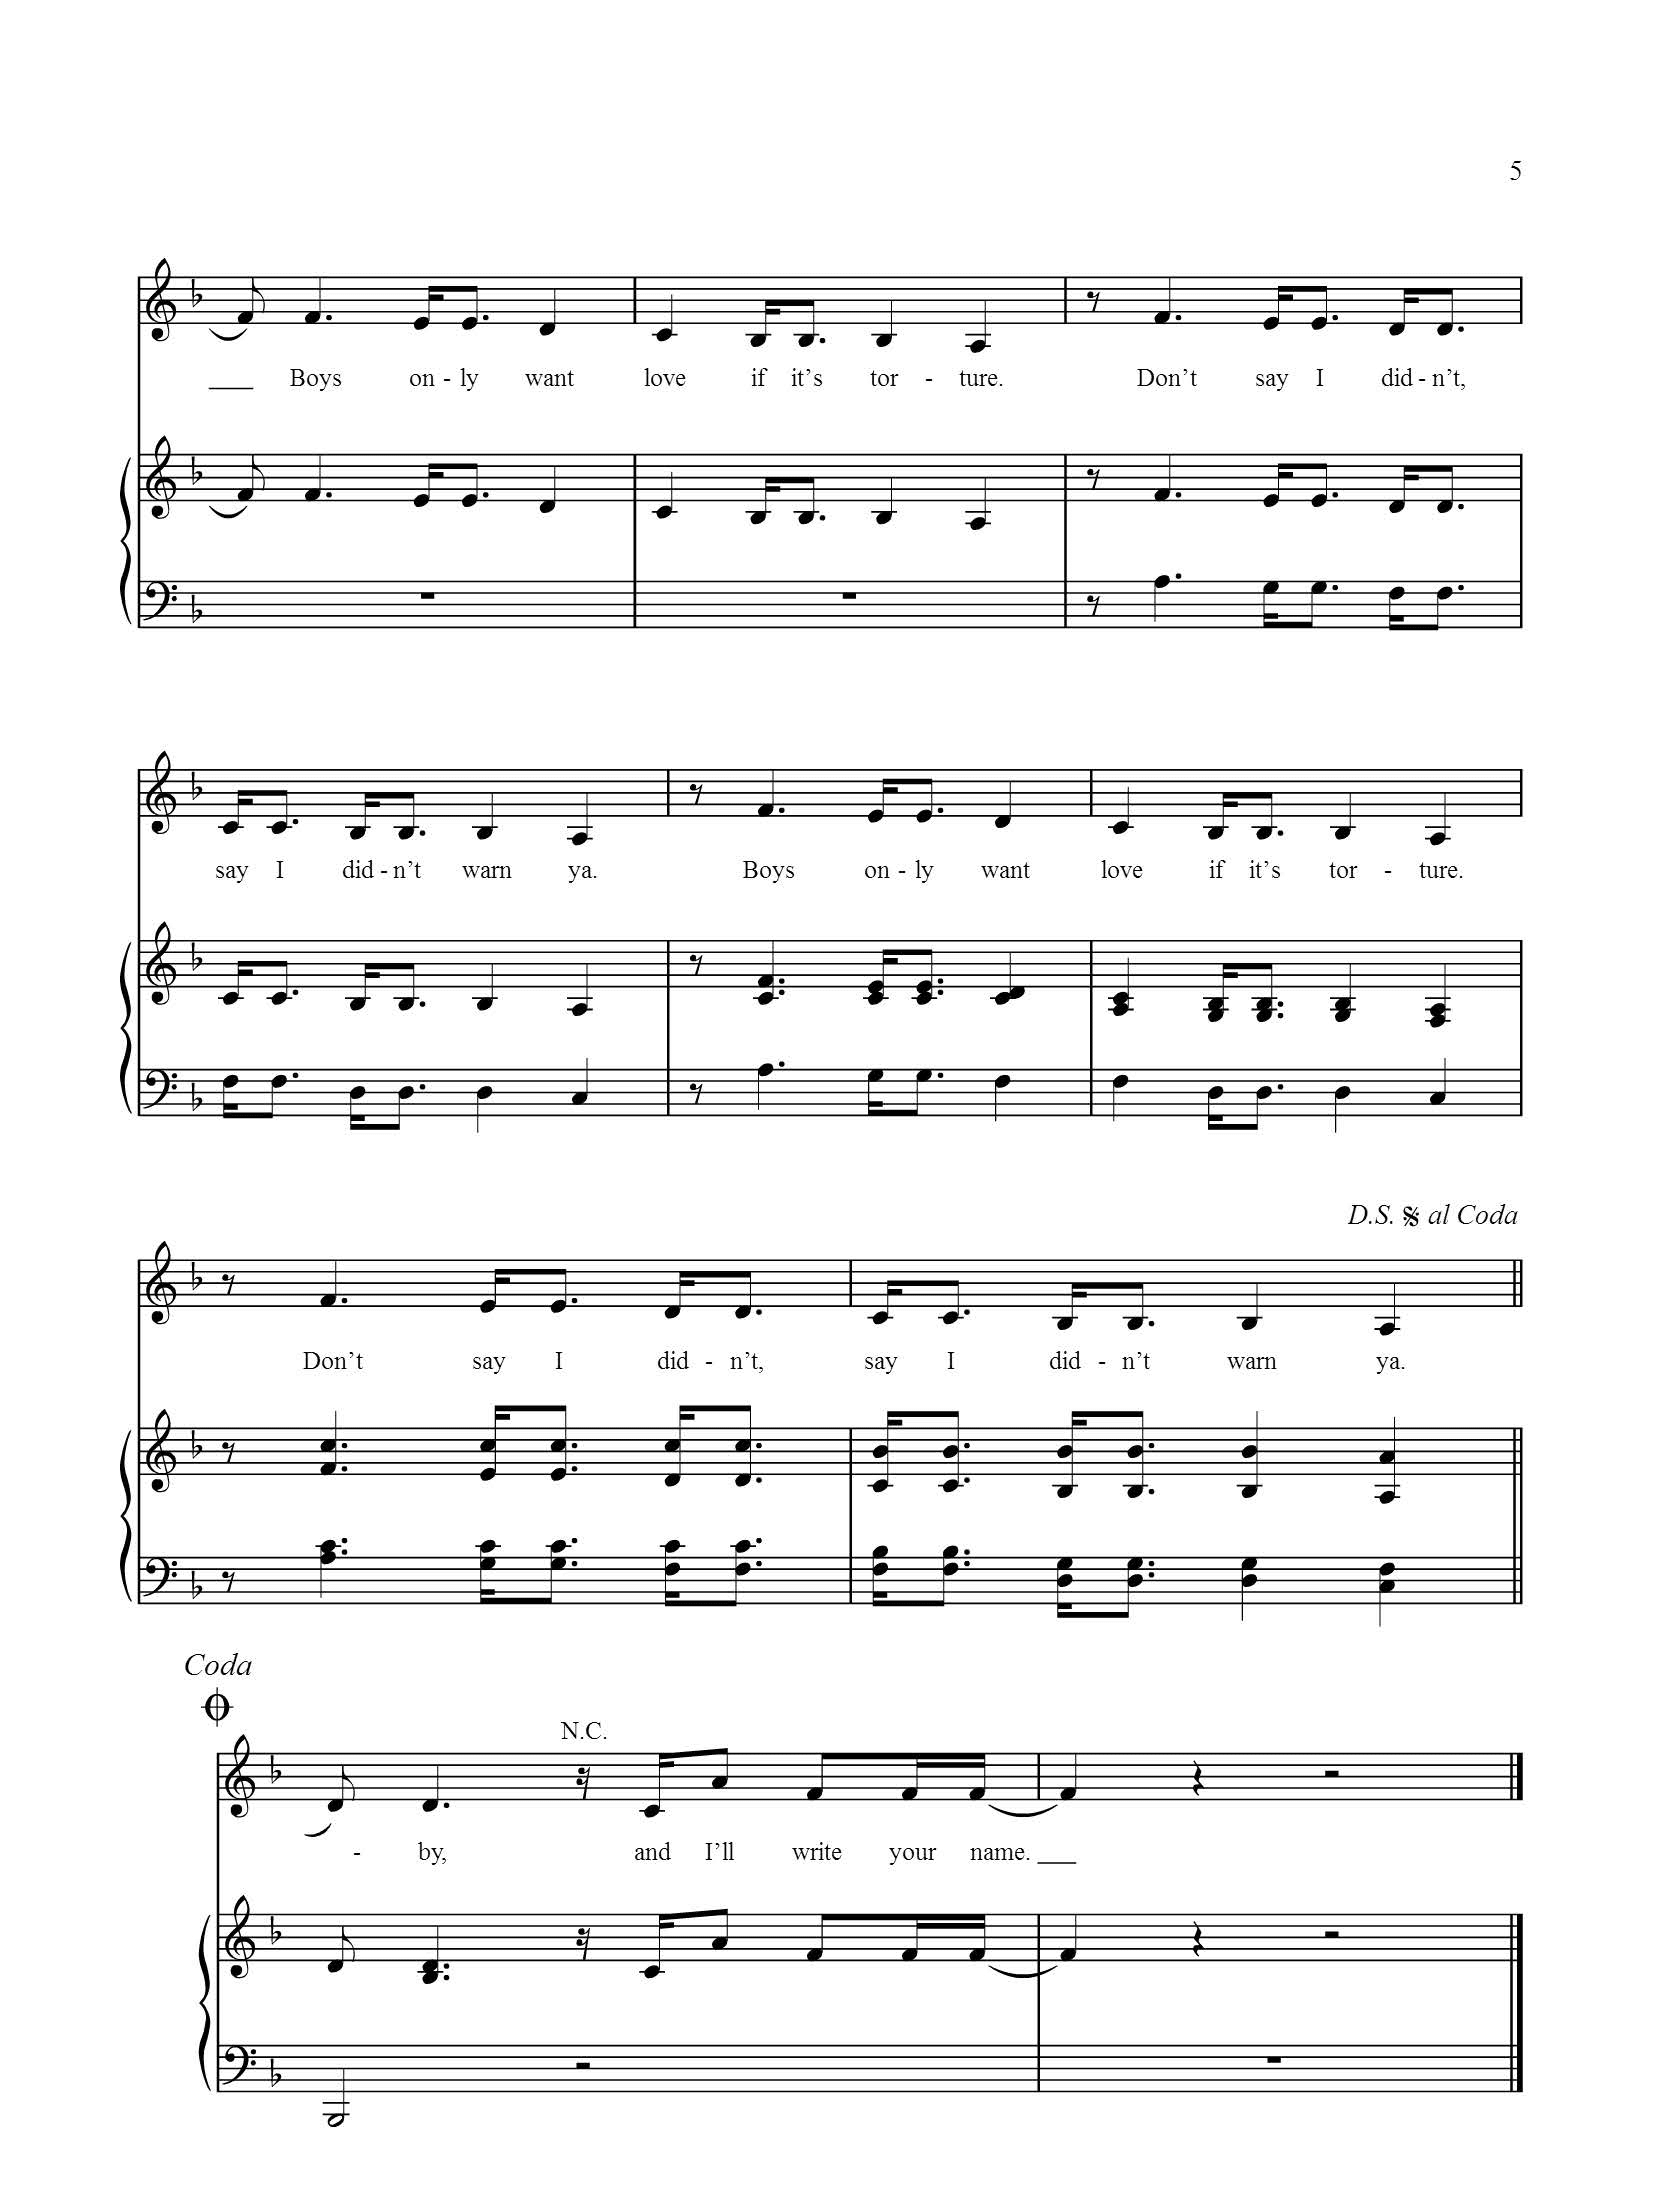 5
Boys on - ly want love if it’s tor - ture. Don’t say I did - n’t,
say I did - n’t warn ya. Boys on - ly want love if it’s tor - ture.
D.S. 𝄋 al Coda
Don’t say I did - n’t, say I did - n’t warn ya.
Coda
N.C.
- by, and I’ll write your name.